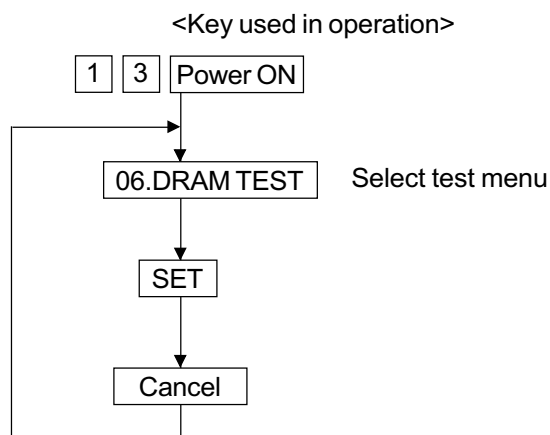 <Key used in operation>
1 3 Power ON
06.DRAM TEST Select test menu
SET
Cancel